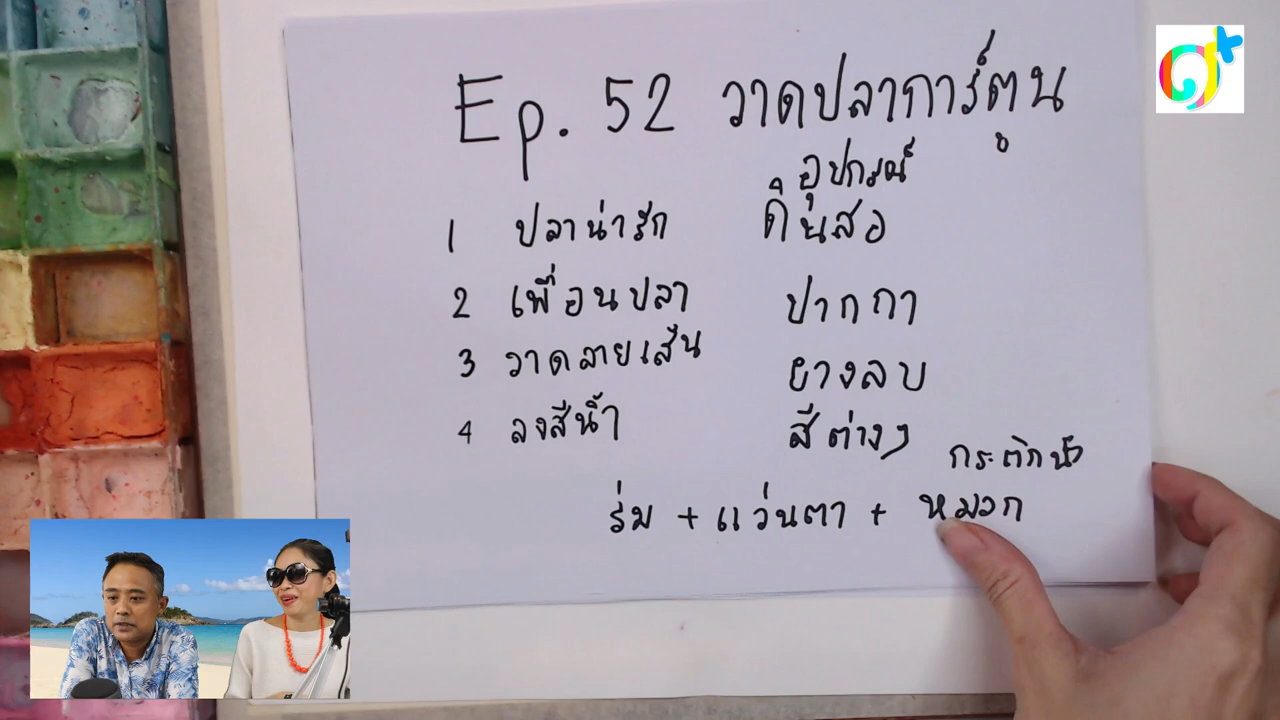 Ep. 52 วาดปลาการ์ตูน
อุปกรณ์
1 ปลาน่ารัก ดินสอ
2 เพื่อนปลา ปากกา
3 วาดลายเส้น ยางลบ
4 ลงสีน้ำ สีต่างๆ
กระติกน้ำ
ร่ม + แว่นตา + หมวก